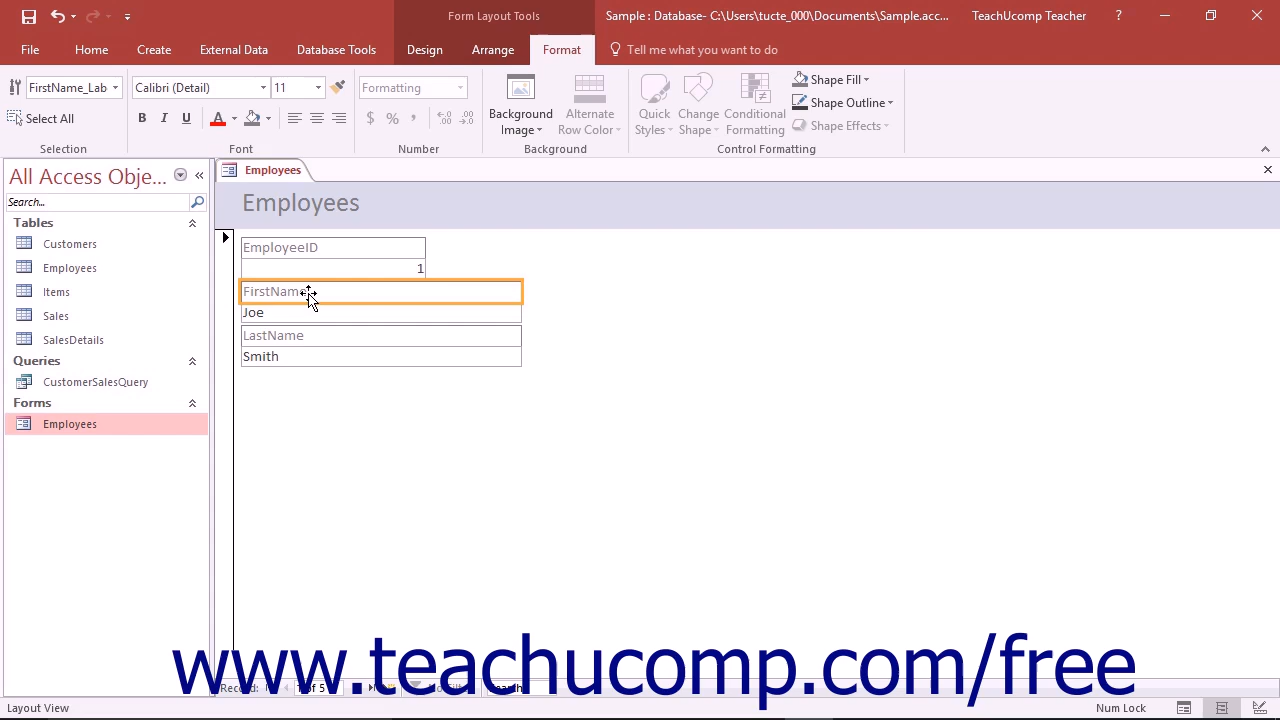 Form Layout Tools
Sample : Database- C:\Users\tucte_000\Documents\Sample.acc...
TeachUcomp Teacher
?
File
Home
Create
External Data
Database Tools
Design
Arrange
Format
Tell me what you want to do
FirstName_Lab
Calibri (Detail)
11
Formatting
Background
Image
Alternate
Row Color
Quick
Styles
Change
Shape
Conditional
Formatting
Shape Fill
Shape Outline
Shape Effects
Select All
B I U A
$ % ,
Selection
Font
Number
Background
Control Formatting
All Access Obje...
Search...
Tables
Customers
Employees
Items
Sales
SalesDetails
Queries
CustomerSalesQuery
Forms
Employees
Employees
Employees
EmployeeID
1
FirstName
Joe
LastName
Smith
www.teachucomp.com/free
Record:
Layout View
Num Lock